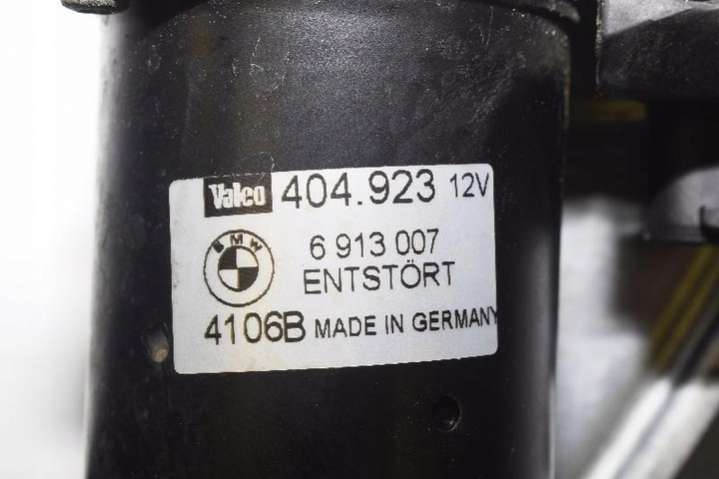 Valeo 404.923 12V
BMW 6 913 007
ENTSTÖRT
4106B MADE IN GERMANY